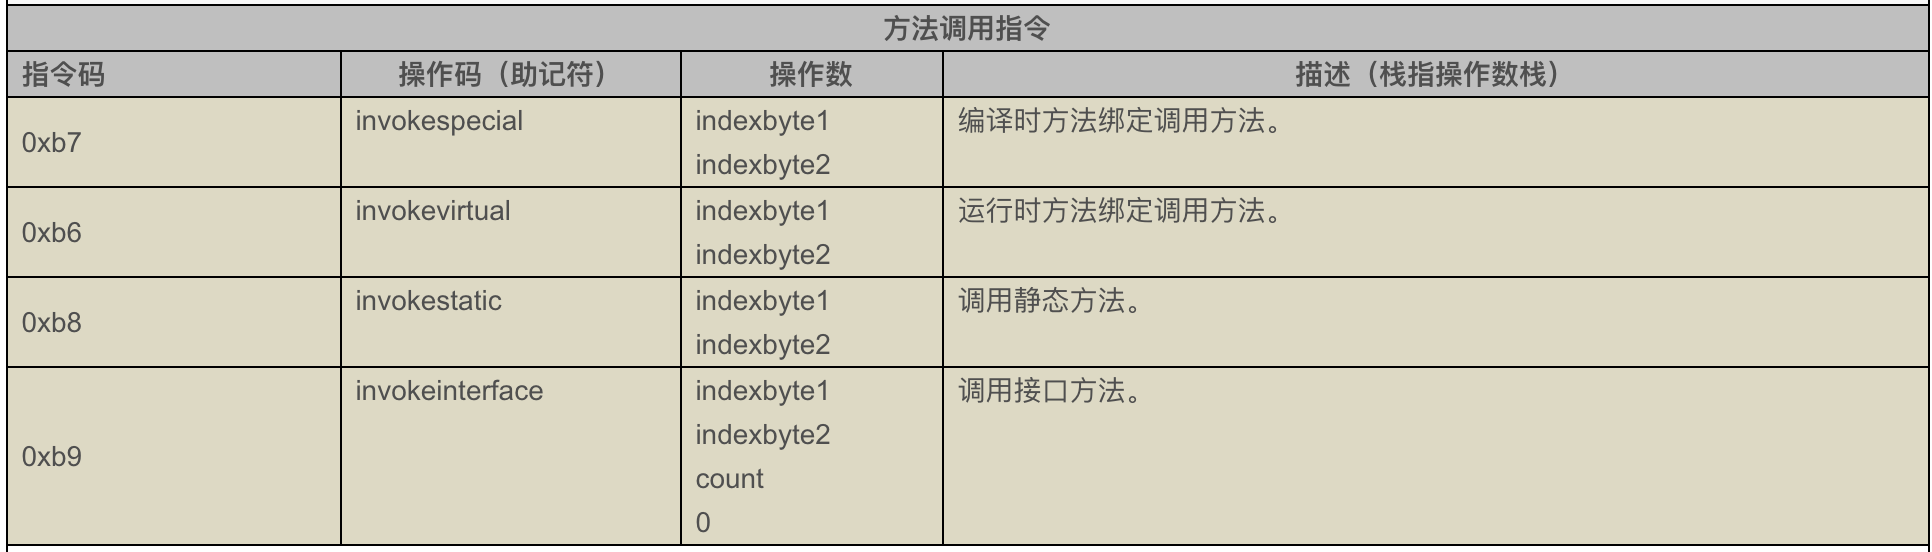 方法调用指令
指令码 操作码（助记符） 操作数 描述（栈指操作数栈）
0xb7 invokespecial indexbyte1 编译时方法绑定调用方法。
indexbyte2
0xb6 invokevirtual indexbyte1 运行时方法绑定调用方法。
indexbyte2
0xb8 invokestatic indexbyte1 调用静态方法。
indexbyte2
0xb9 invokeinterface indexbyte1 调用接口方法。
indexbyte2
count
0